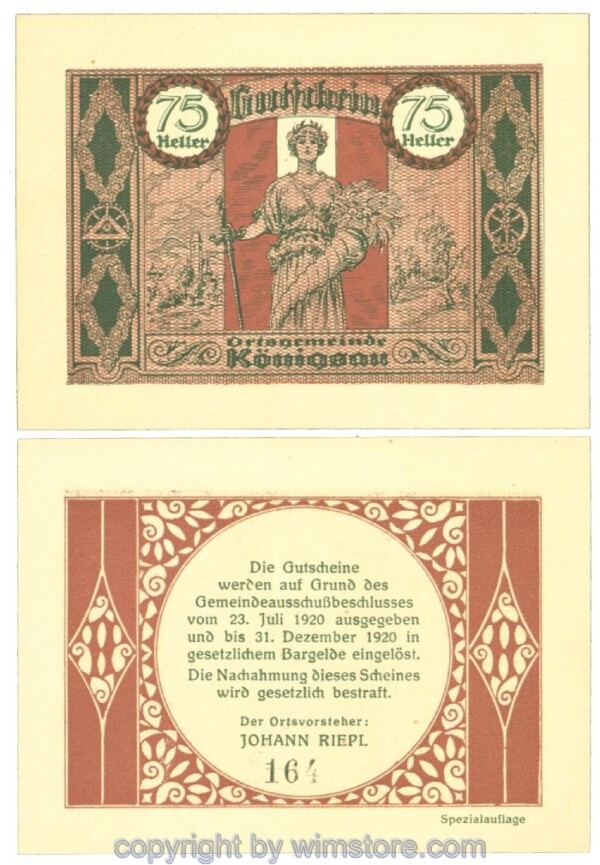 75
Heller
Gutschein
75
Heller
Ortsgemeinde
Königsau
Die Gutscheine
werden auf Grund des
Gemeindeausschußbeschlusses
vom 23. Juli 1920 ausgegeben
und bis 31. Dezember 1920 in
gesetzlichem Bargelde eingelöst.
Die Nachahmung dieses Scheines
wird gesetzlich bestraft.
Der Ortsvorsteher:
JOHANN RIEPL
164
Spezialauflage
copyright by wimstore.com